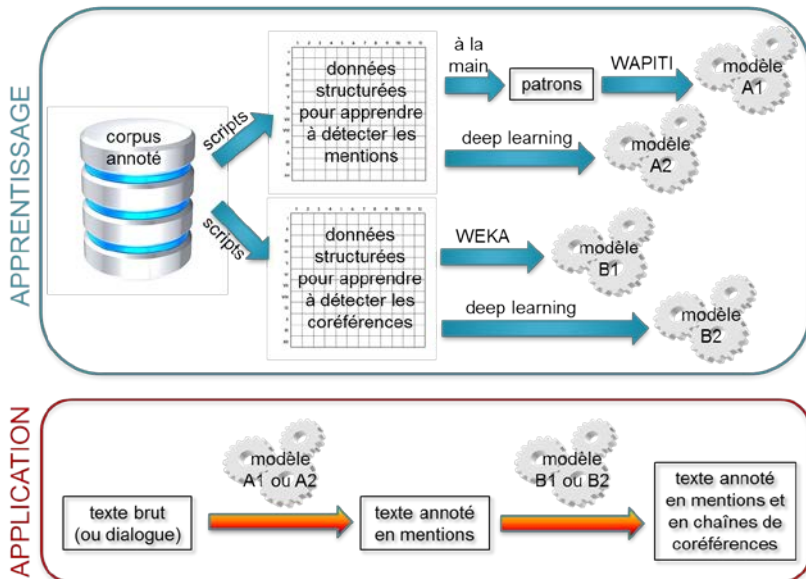 APPRENTISSAGE
corpus
annoté
scripts
scripts
données
structurées
pour apprendre
à détecter les
mentions
à la
main
patrons
WAPITI
modèle
A1
deep learning
modèle
A2
données
structurées
pour apprendre
à détecter les
coréférences
WEKA
modèle
B1
deep learning
modèle
B2
APPLICATION
texte brut
(ou dialogue)
modèle
A1 ou A2
texte annoté
en mentions
modèle
B1 ou B2
texte annoté
en mentions et
en chaînes de
coréférences